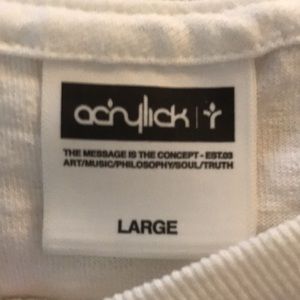 acrylick
THE MESSAGE IS THE CONCEPT - EST.03
ART/MUSIC/PHILOSOPHY/SOUL/TRUTH
LARGE